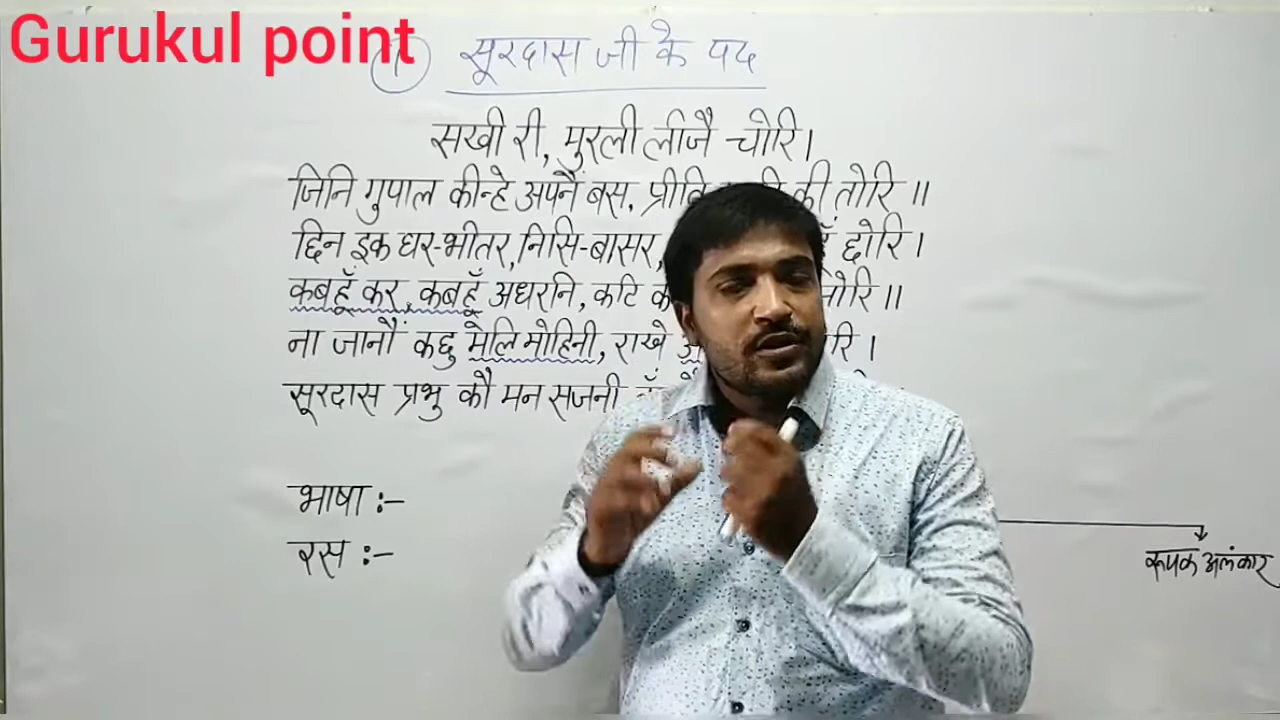 Gurukul point
१ सूरदास जी के पद
सखी री, मुरली लीजै चोरि।
जिनि गुपाल कीन्हे अपनैं बस, की तोरि ॥
छिन इक घर-भीतर, निसि-बासर, छोरि।
कबहूँ कर, कबहूँ अधरनि, कटि ॥
ना जानौं कछु मेलि मोहिनी, राखे ।
सूरदास प्रभु कौ मन सजनी
भाषा :-
रस :-
रूपक अलंकार